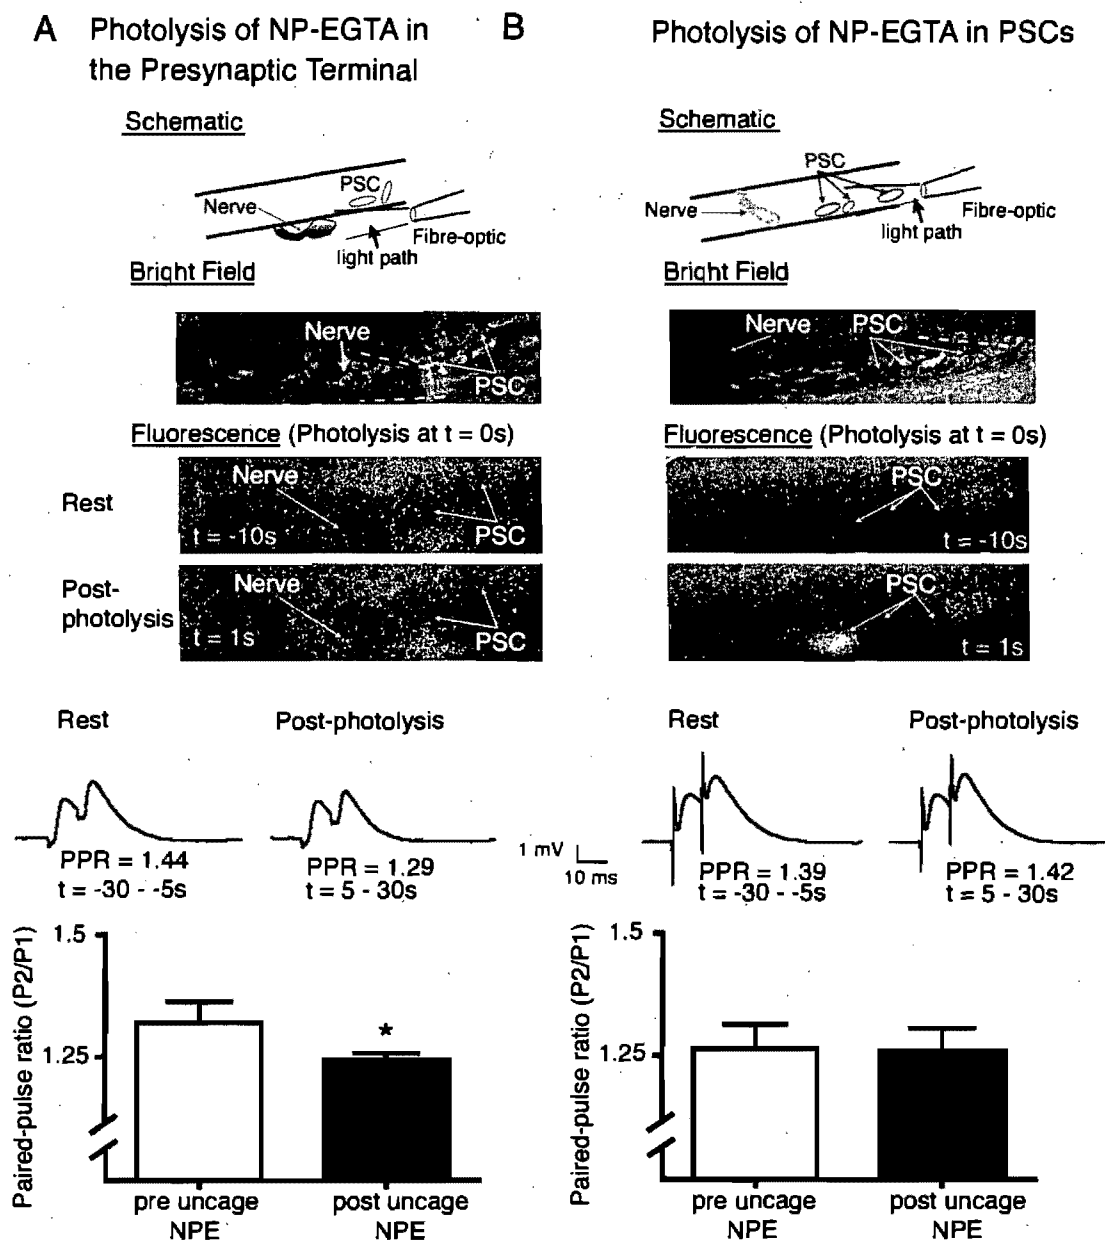 A Photolysis of NP-EGTA in
the Presynaptic Terminal
Schematic
PSC
Nerve
Fibre-optic
light path
Bright Field
Nerve
PSC
Fluorescence (Photolysis at t = 0s)
Rest
Nerve
PSC
t = -10s
Post-
photolysis
Nerve
PSC
t = 1s
Rest
Post-photolysis
PPR = 1.44
t = -30 - -5s
PPR = 1.29
t = 5 - 30s
1 mV
10 ms
Paired-pulse ratio (P2/P1)
1.5
1.25
*
pre uncage
NPE
post uncage
NPE
B Photolysis of NP-EGTA in PSCs
Schematic
PSC
Nerve
Fibre-optic
light path
Bright Field
Nerve
PSC
Fluorescence (Photolysis at t = 0s)
PSC
t = -10s
PSC
t = 1s
Rest
Post-photolysis
PPR = 1.39
t = -30 - -5s
PPR = 1.42
t = 5 - 30s
Paired-pulse ratio (P2/P1)
1.5
1.25
pre uncage
NPE
post uncage
NPE